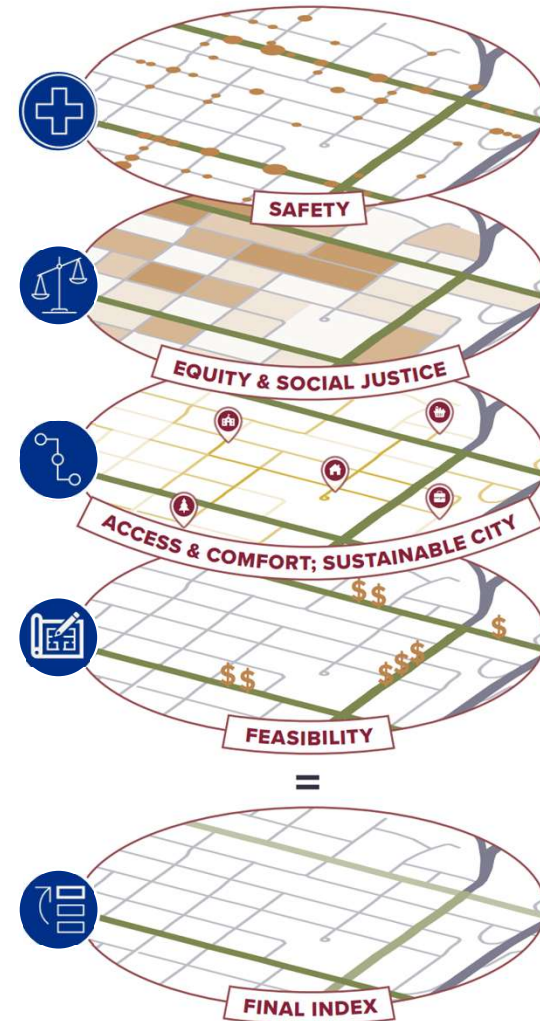 SAFETY
EQUITY & SOCIAL JUSTICE
ACCESS & COMFORT; SUSTAINABLE CITY
$$
$
$$$
$$
FEASIBILITY
=
FINAL INDEX